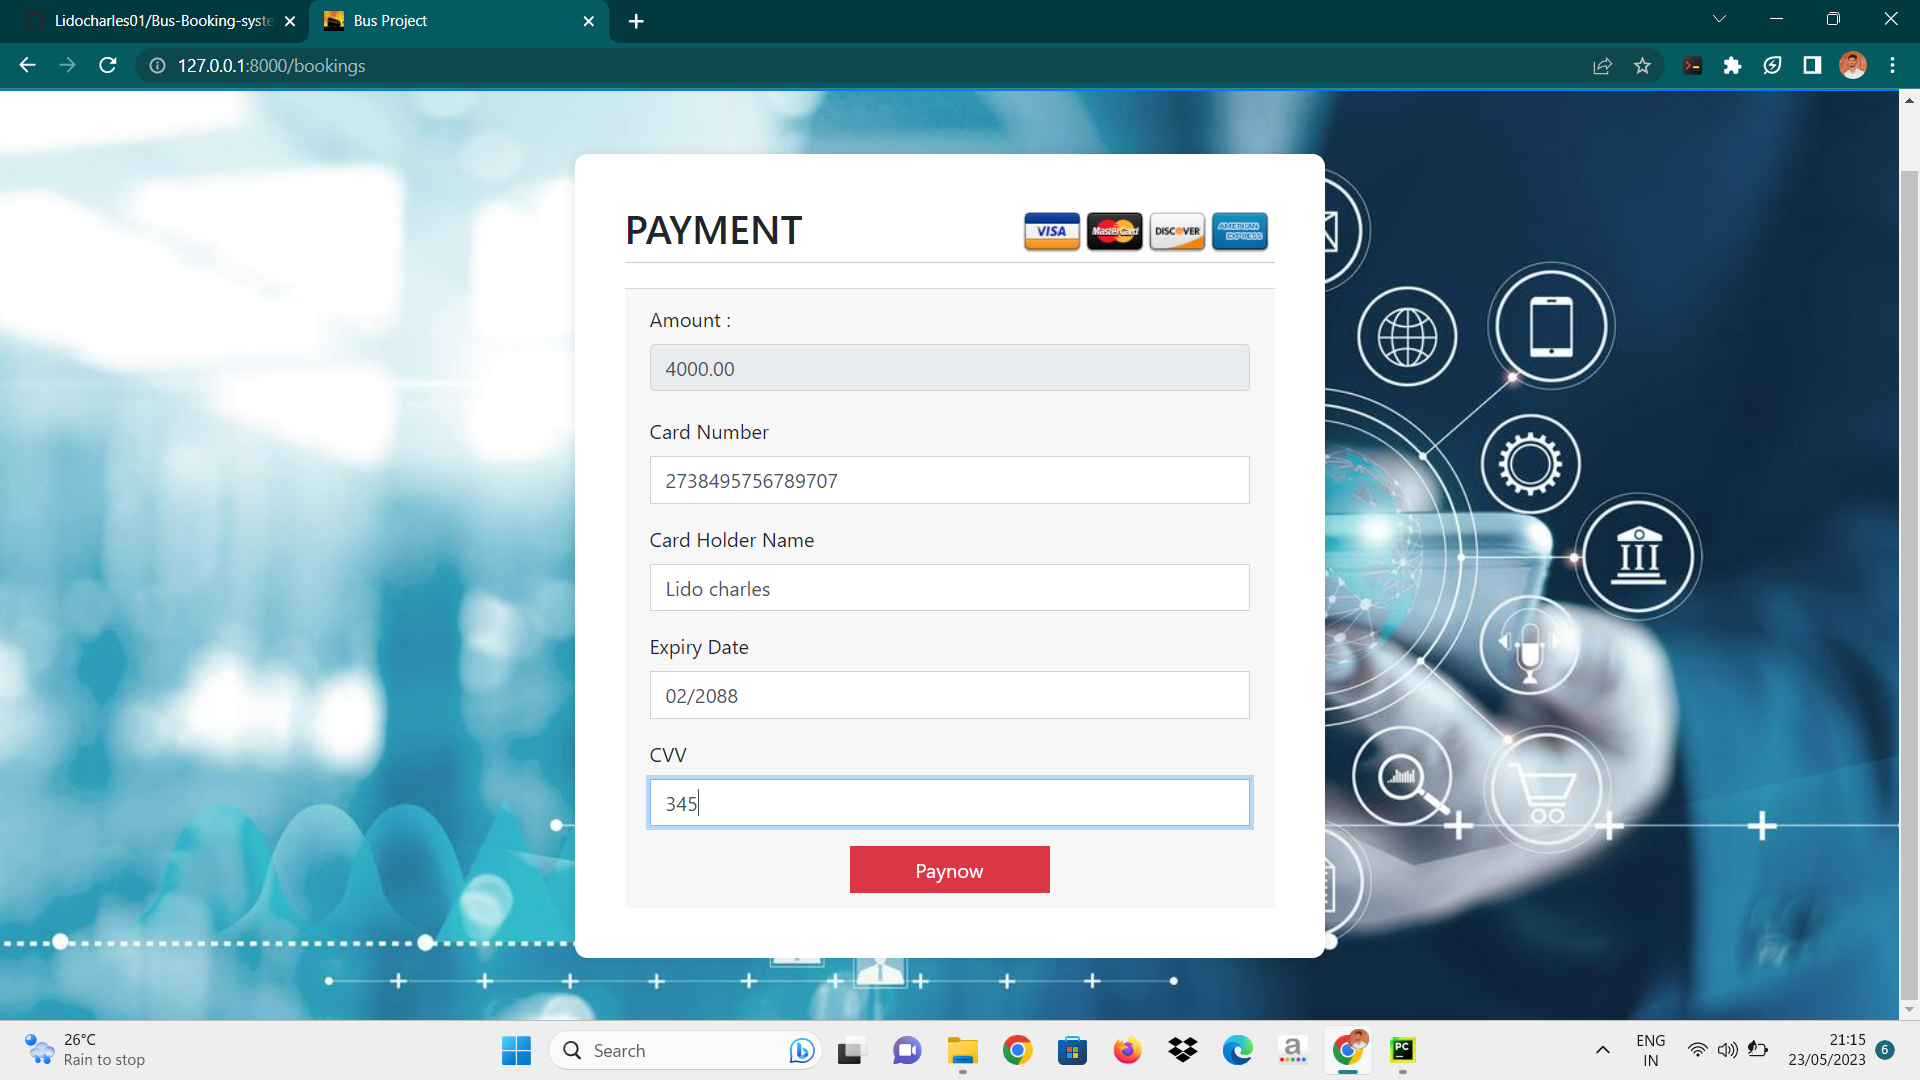 Lidocharles01/Bus-Booking-syste
Bus Project
127.0.0.1:8000/bookings
PAYMENT
VISA
MasterCard
DISCOVER
AMERICAN EXPRESS
Amount :
4000.00
Card Number
2738495756789707
Card Holder Name
Lido charles
Expiry Date
02/2088
CVV
345
Paynow
26°C
Rain to stop
Search
a
PC
ENG
IN
21:15
23/05/2023
6